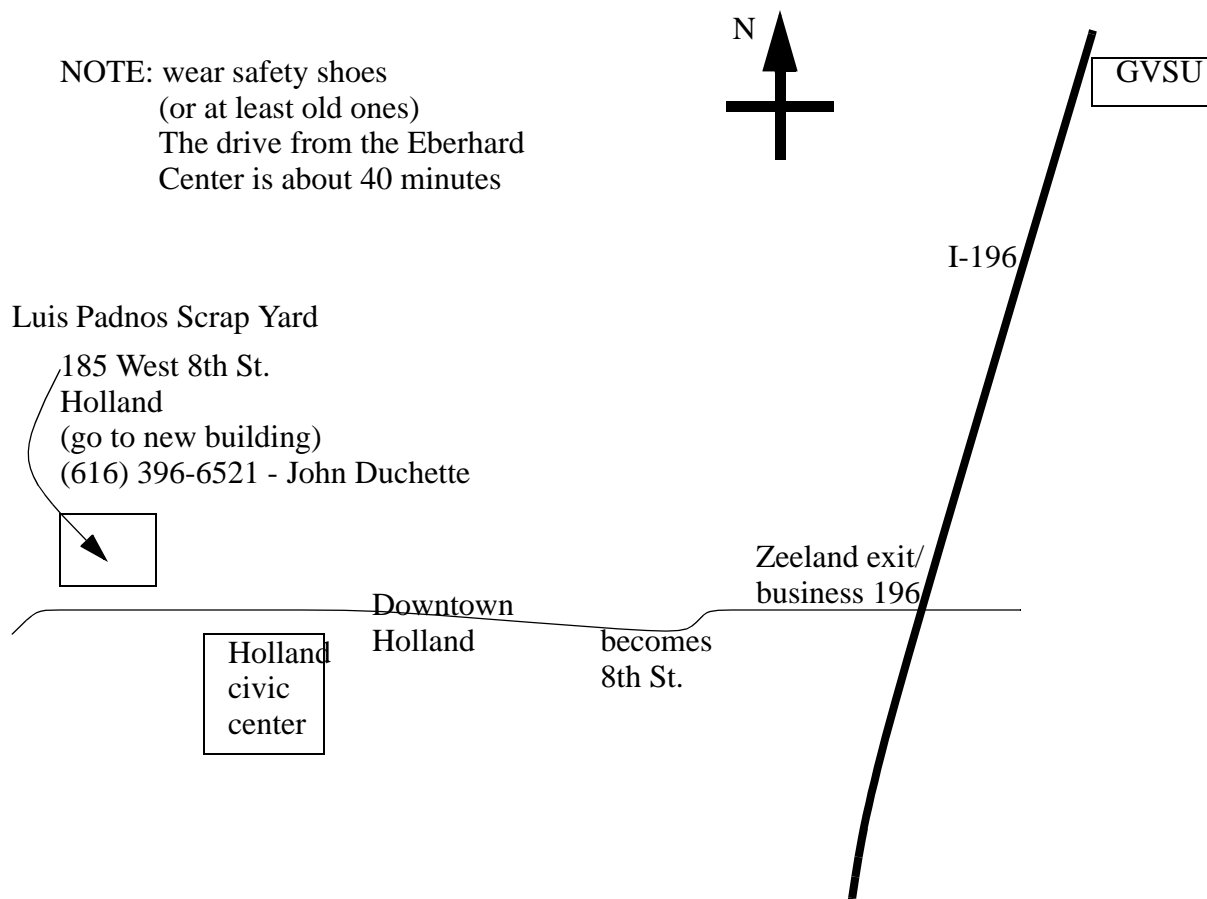 N
GVSU
NOTE: wear safety shoes
(or at least old ones)
The drive from the Eberhard
Center is about 40 minutes
I-196
Luis Padnos Scrap Yard
185 West 8th St.
Holland
(go to new building)
(616) 396-6521 - John Duchette
Zeeland exit/
business 196
Downtown
Holland
becomes
8th St.
Holland
civic
center